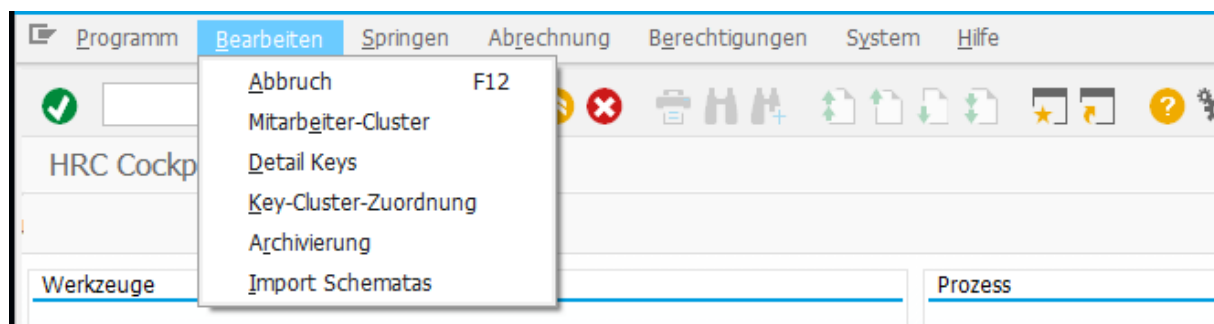 Programm Bearbeiten Springen Abrechnung Berechtigungen System Hilfe
Abbruch F12
Mitarbeiter-Cluster
HRC Cockp
Detail Keys
Key-Cluster-Zuordnung
Archivierung
Import Schematas
Werkzeuge
Prozess